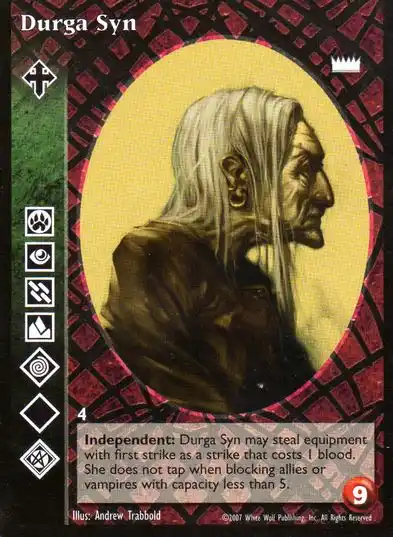 Durga Syn
4
Independent: Durga Syn may steal equipment
with first strike as a strike that costs 1 blood.
She does not tap when blocking allies or
vampires with capacity less than 5.
9
Illus: Andrew Trabbold ©2007 White Wolf Publishing, Inc. All Rights Reserved